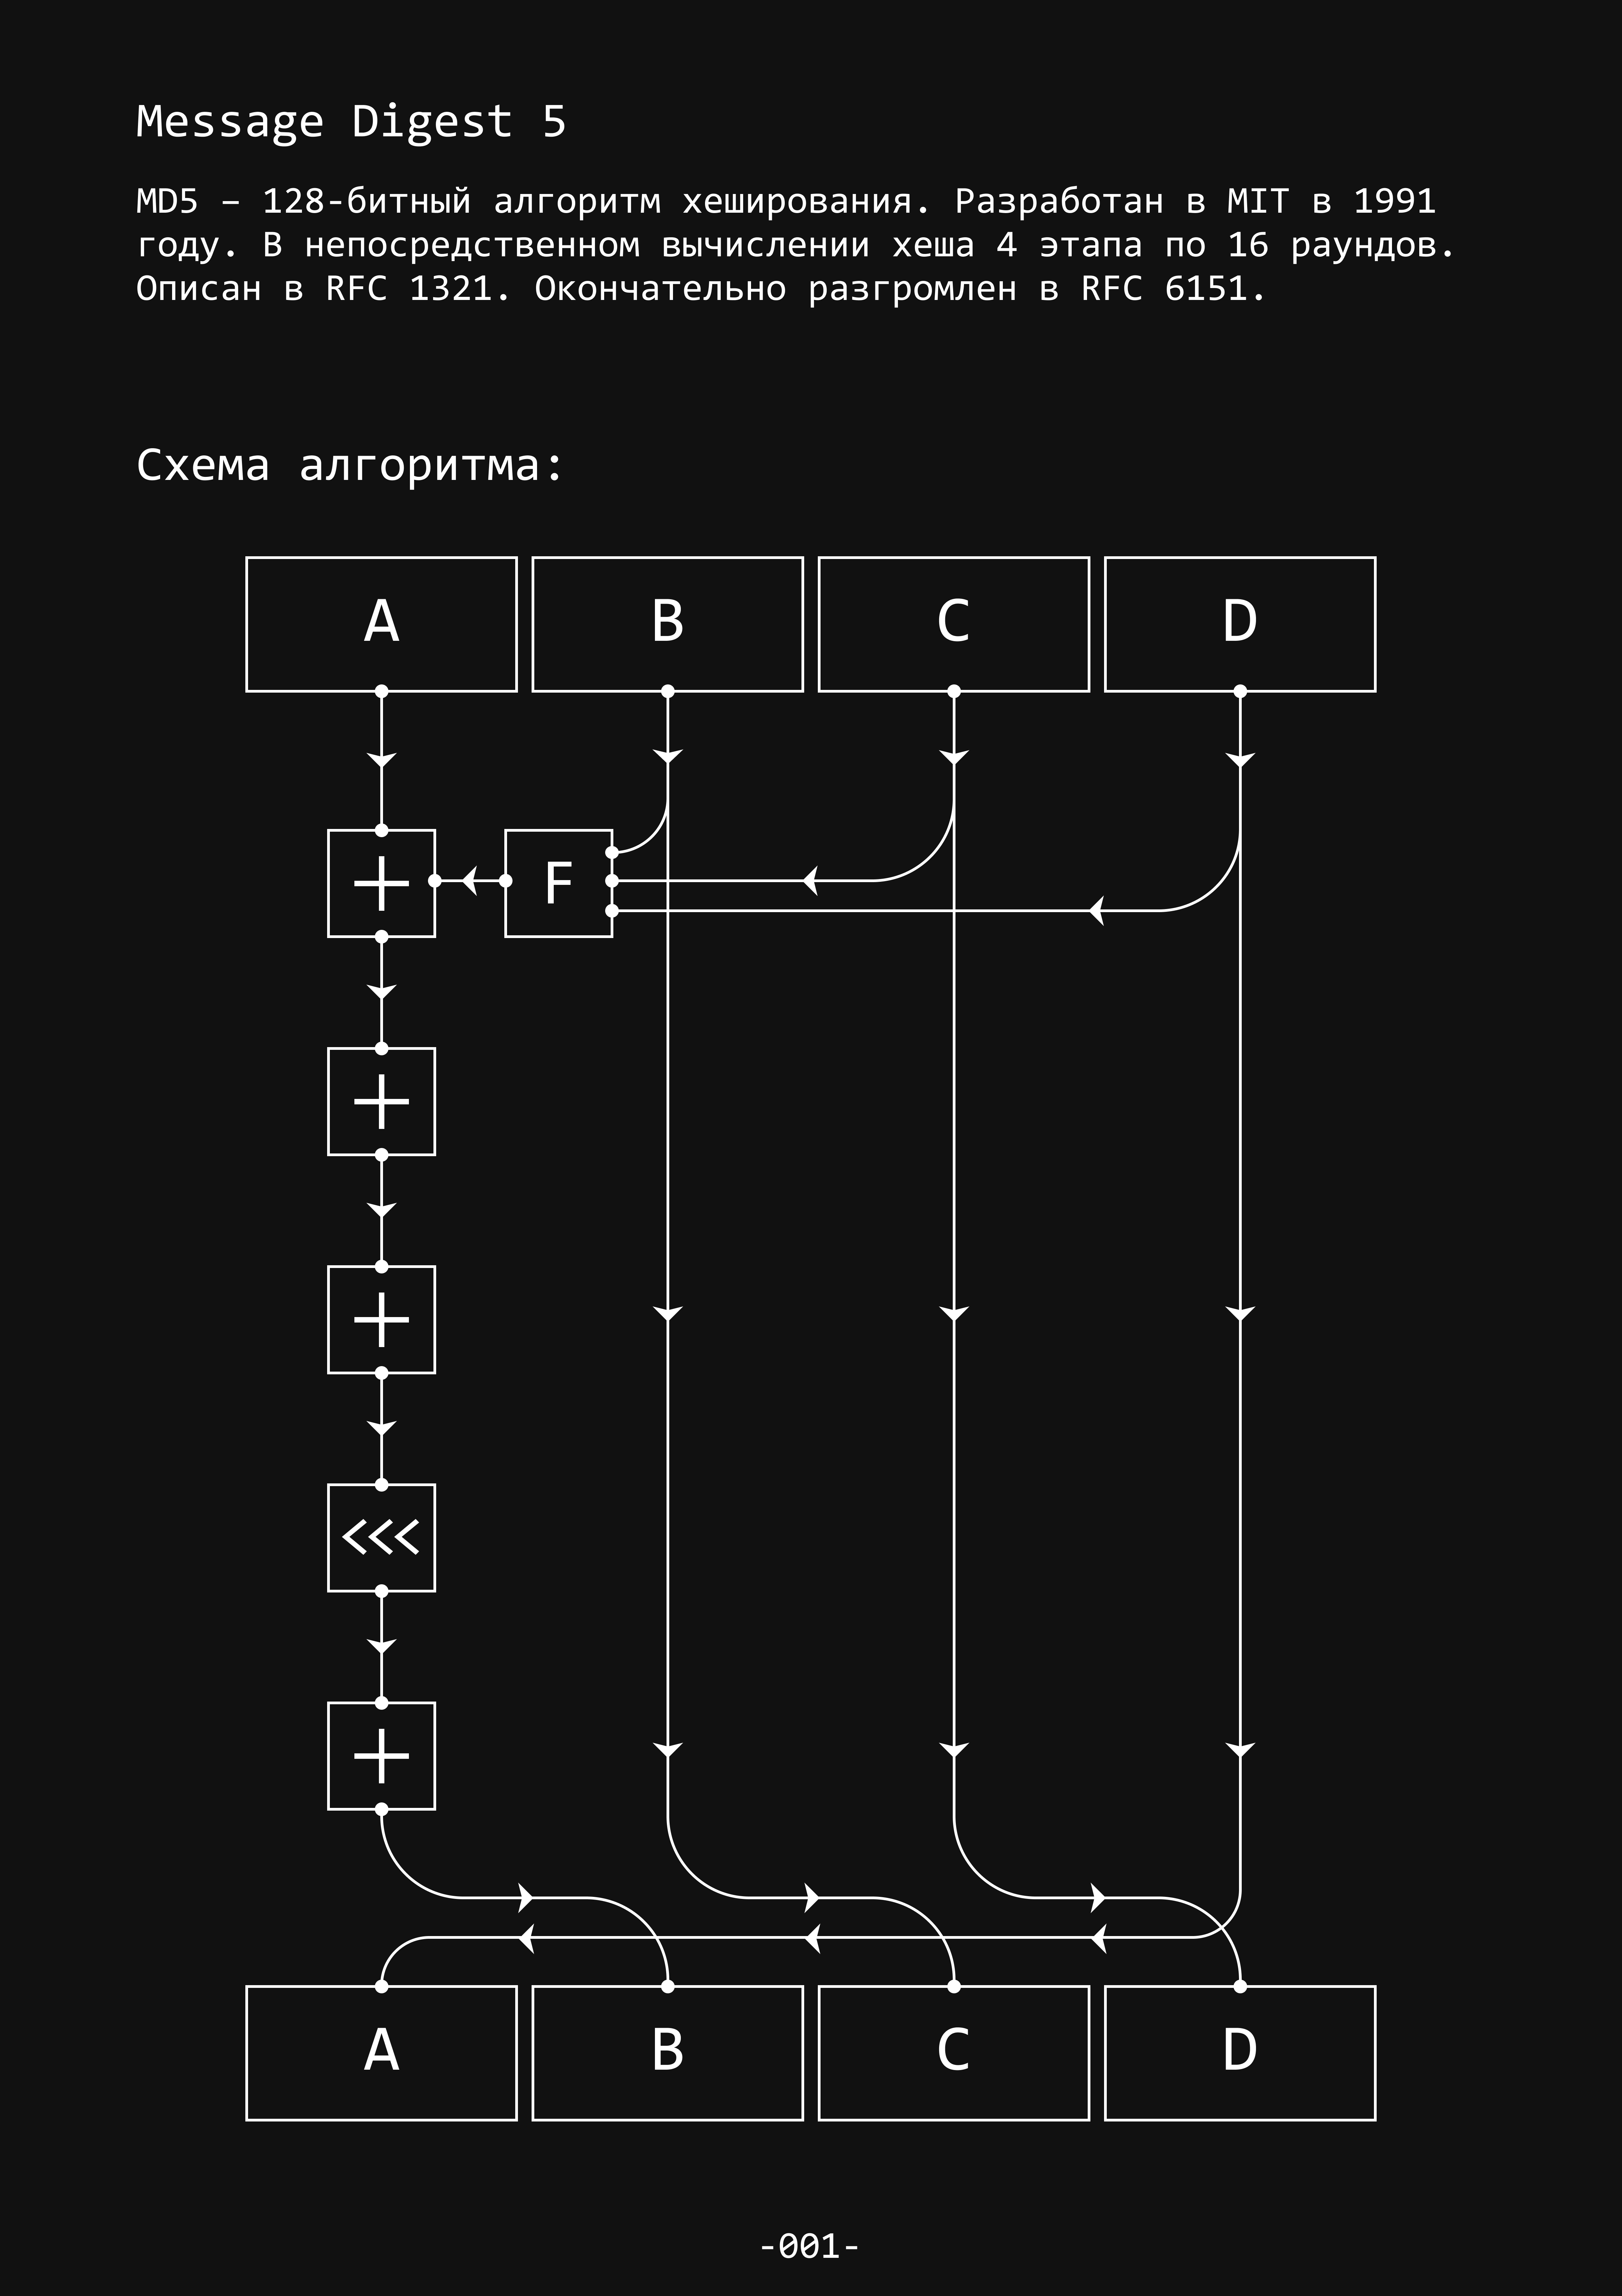 Message Digest 5
MD5 – 128-битный алгоритм хеширования. Разработан в MIT в 1991
году. В непосредственном вычислении хеша 4 этапа по 16 раундов.
Описан в RFC 1321. Окончательно разгромлен в RFC 6151.
Схема алгоритма:
A B C D
+ F
+
+
<<<
+
A B C D
-001-